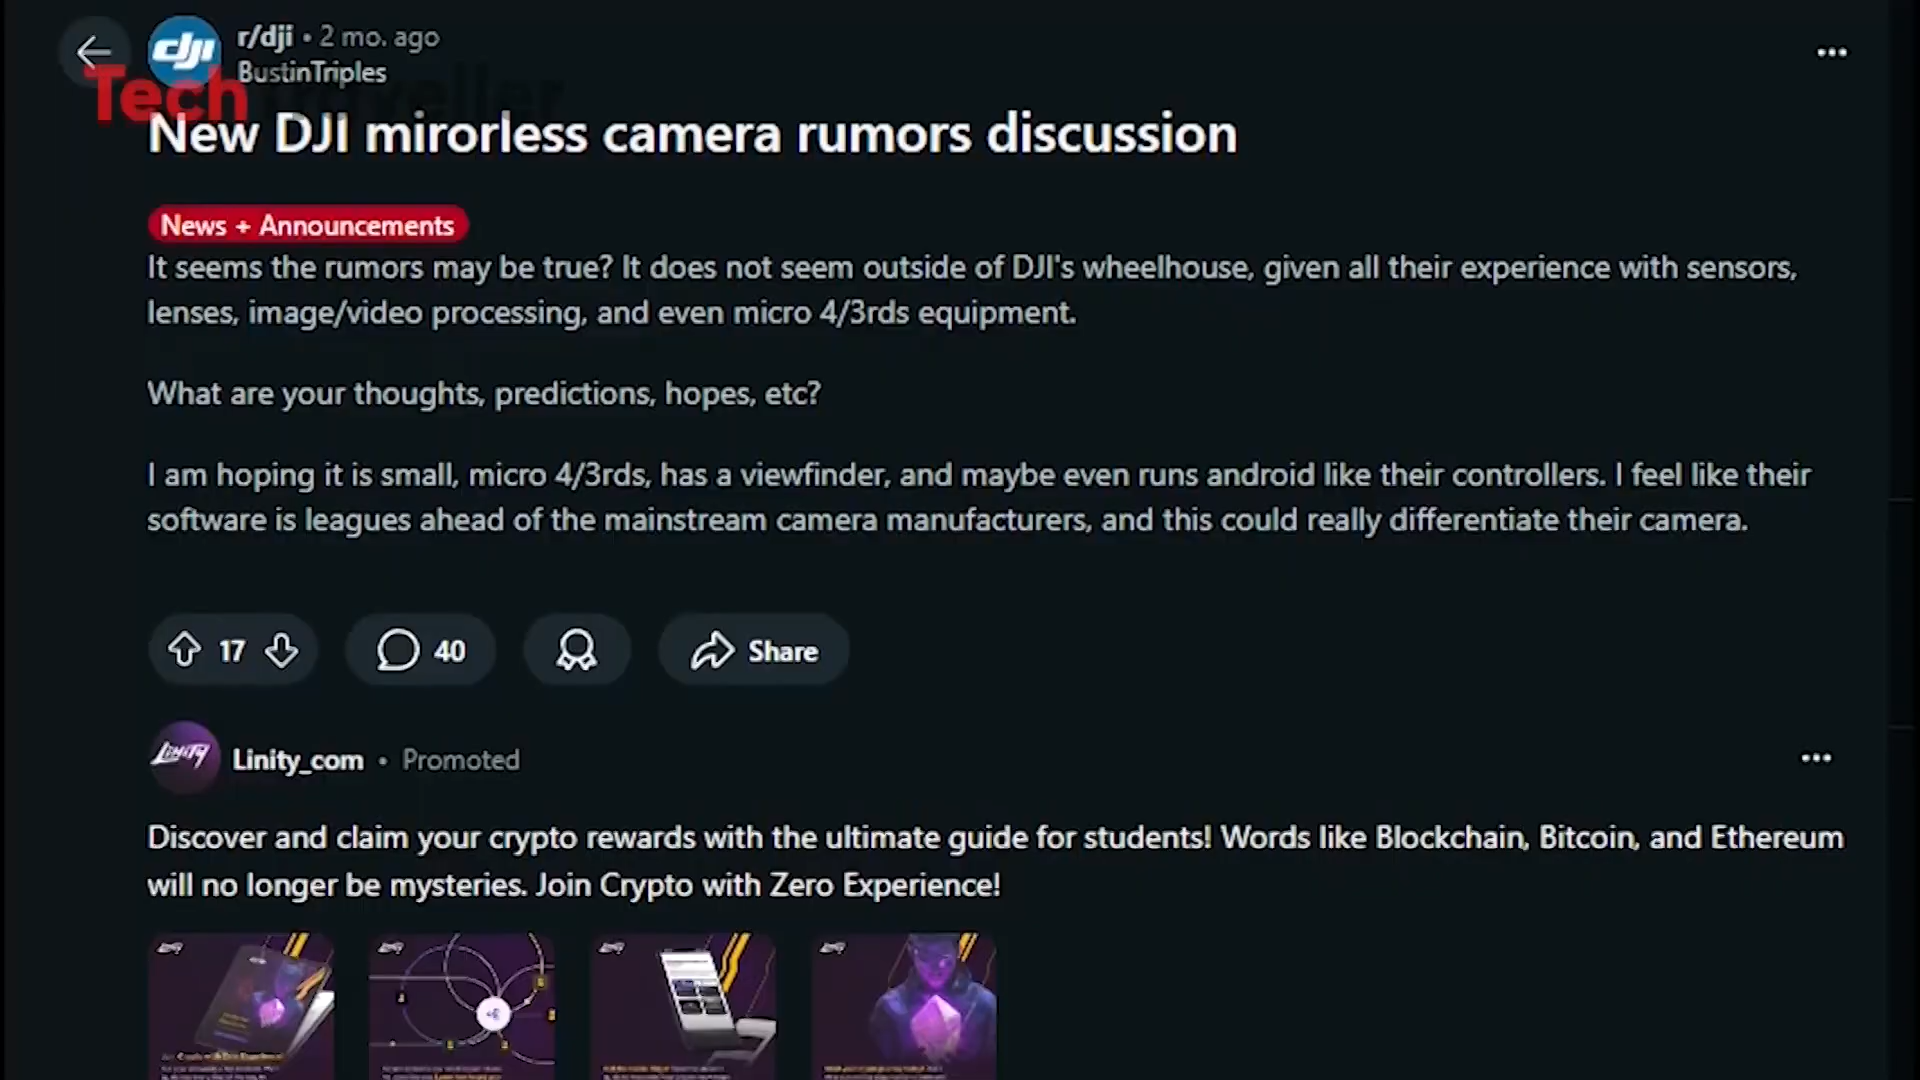 r/dji • 2 mo. ago
BustinTriples
Tech Traveller
New DJI mirorless camera rumors discussion
News + Announcements
It seems the rumors may be true? It does not seem outside of DJI's wheelhouse, given all their experience with sensors,
lenses, image/video processing, and even micro 4/3rds equipment.
What are your thoughts, predictions, hopes, etc?
I am hoping it is small, micro 4/3rds, has a viewfinder, and maybe even runs android like their controllers. I feel like their
software is leagues ahead of the mainstream camera manufacturers, and this could really differentiate their camera.
17 40 Share
Linity_com • Promoted
Discover and claim your crypto rewards with the ultimate guide for students! Words like Blockchain, Bitcoin, and Ethereum
will no longer be mysteries. Join Crypto with Zero Experience!